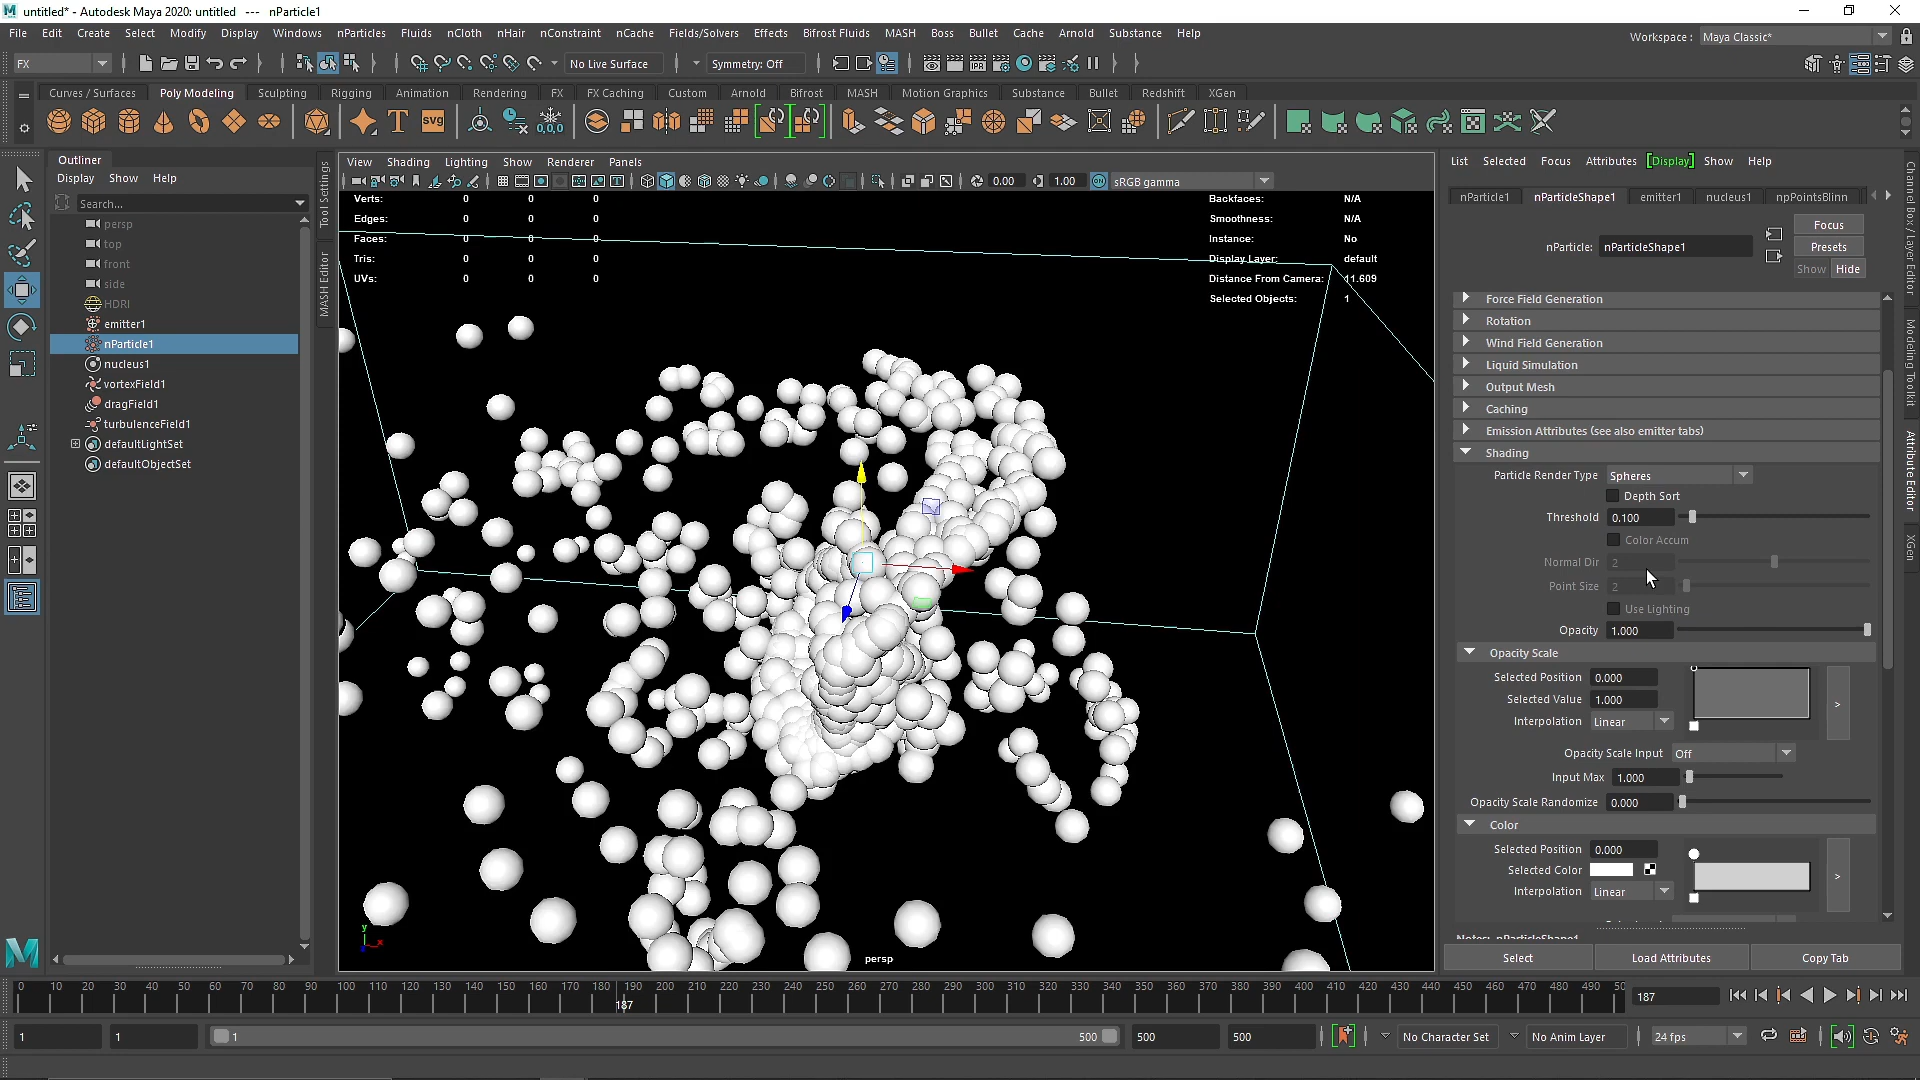 untitled* - Autodesk Maya 2020: untitled   ---   nParticle1
File Edit Create Select Modify Display Windows nParticles Fluids nCloth nHair nConstraint nCache Fields/Solvers Effects Bifrost Fluids MASH Boss Bullet Cache Arnold Substance Help Workspace : Maya Classic*
FX No Live Surface Symmetry: Off
Curves / Surfaces Poly Modeling Sculpting Rigging Animation Rendering FX FX Caching Custom Arnold Bifrost MASH Motion Graphics Substance Bullet Redshift XGen
SVG 0,0,0
Outliner
Display Show Help
Search...
persp
top
front
side
HDRI
emitter1
nParticle1
nucleus1
vortexField1
dragField1
turbulenceField1
defaultLightSet
defaultObjectSet
Tool Settings
MASH Editor
View Shading Lighting Show Renderer Panels
0.00 1.00 ON sRGB gamma
Verts: 0 0 0
Edges: 0 0 0
Faces: 0 0 0
Tris: 0 0 0
UVs: 0 0 0
Backfaces: N/A
Smoothness: N/A
Instance: No
Display Layer: default
Distance From Camera: 11.609
Selected Objects: 1
y
x
persp
List Selected Focus Attributes [Display] Show Help
nParticle1 nParticleShape1 emitter1 nucleus1 npPointsBlinn
nParticle: nParticleShape1
Focus
Presets
Show Hide
Force Field Generation
Rotation
Wind Field Generation
Liquid Simulation
Output Mesh
Caching
Emission Attributes (see also emitter tabs)
Shading
Particle Render Type Spheres
Depth Sort
Threshold 0.100
Color Accum
Normal Dir 2
Point Size 2
Use Lighting
Opacity 1.000
Opacity Scale
Selected Position 0.000
Selected Value 1.000
Interpolation Linear
>
Opacity Scale Input Off
Input Max 1.000
Opacity Scale Randomize 0.000
Color
Selected Position 0.000
Selected Color
Interpolation Linear
>
Notes: nParticleShape1
Select Load Attributes Copy Tab
Channel Box / Layer Editor
Modeling Toolkit
Attribute Editor
XGen
0 10 20 30 40 50 60 70 80 90 100 110 120 130 140 150 160 170 180 190 200 210 220 230 240 250 260 270 280 290 300 310 320 330 340 350 360 370 380 390 400 410 420 430 440 450 460 470 480 490 50
187
187
1 1 1 500 500 500 No Character Set No Anim Layer 24 fps